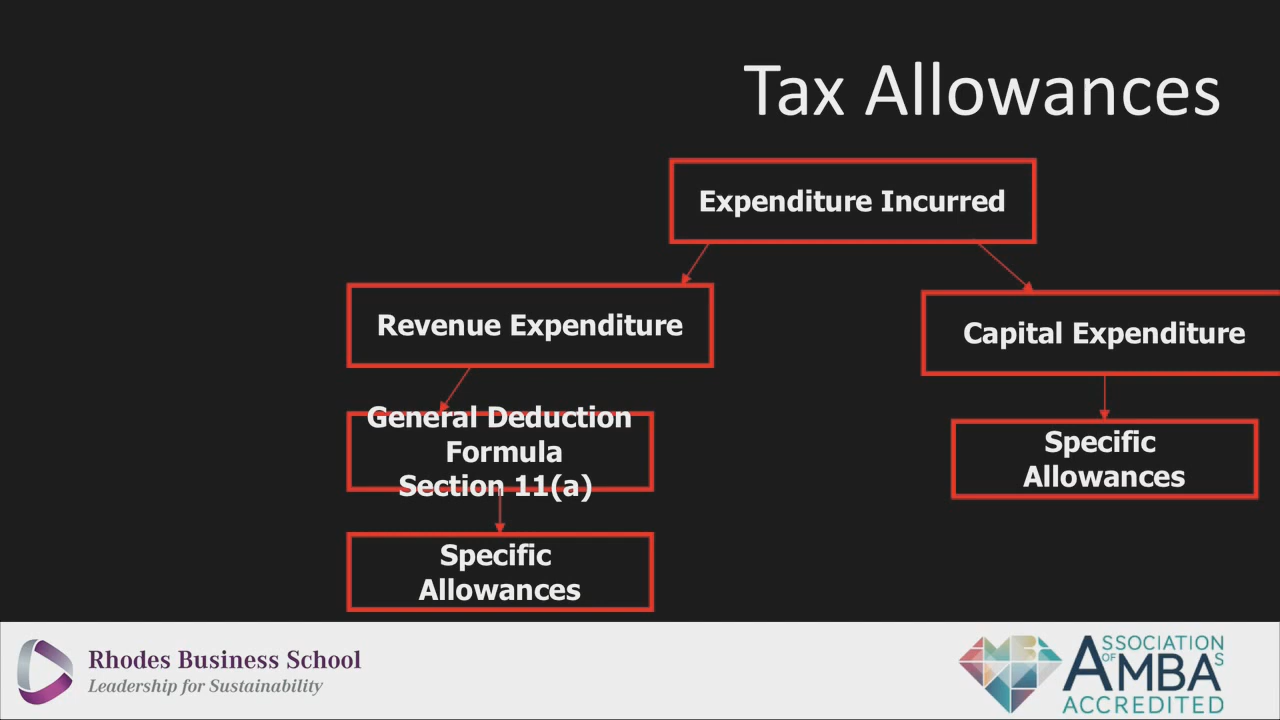 Tax Allowances
Expenditure Incurred
Revenue Expenditure
Capital Expenditure
General Deduction
Formula
Section 11(a)
Specific
Allowances
Specific
Allowances
Rhodes Business School
Leadership for Sustainability
ASSOCIATION
OF
AMBAS
ACCREDITED